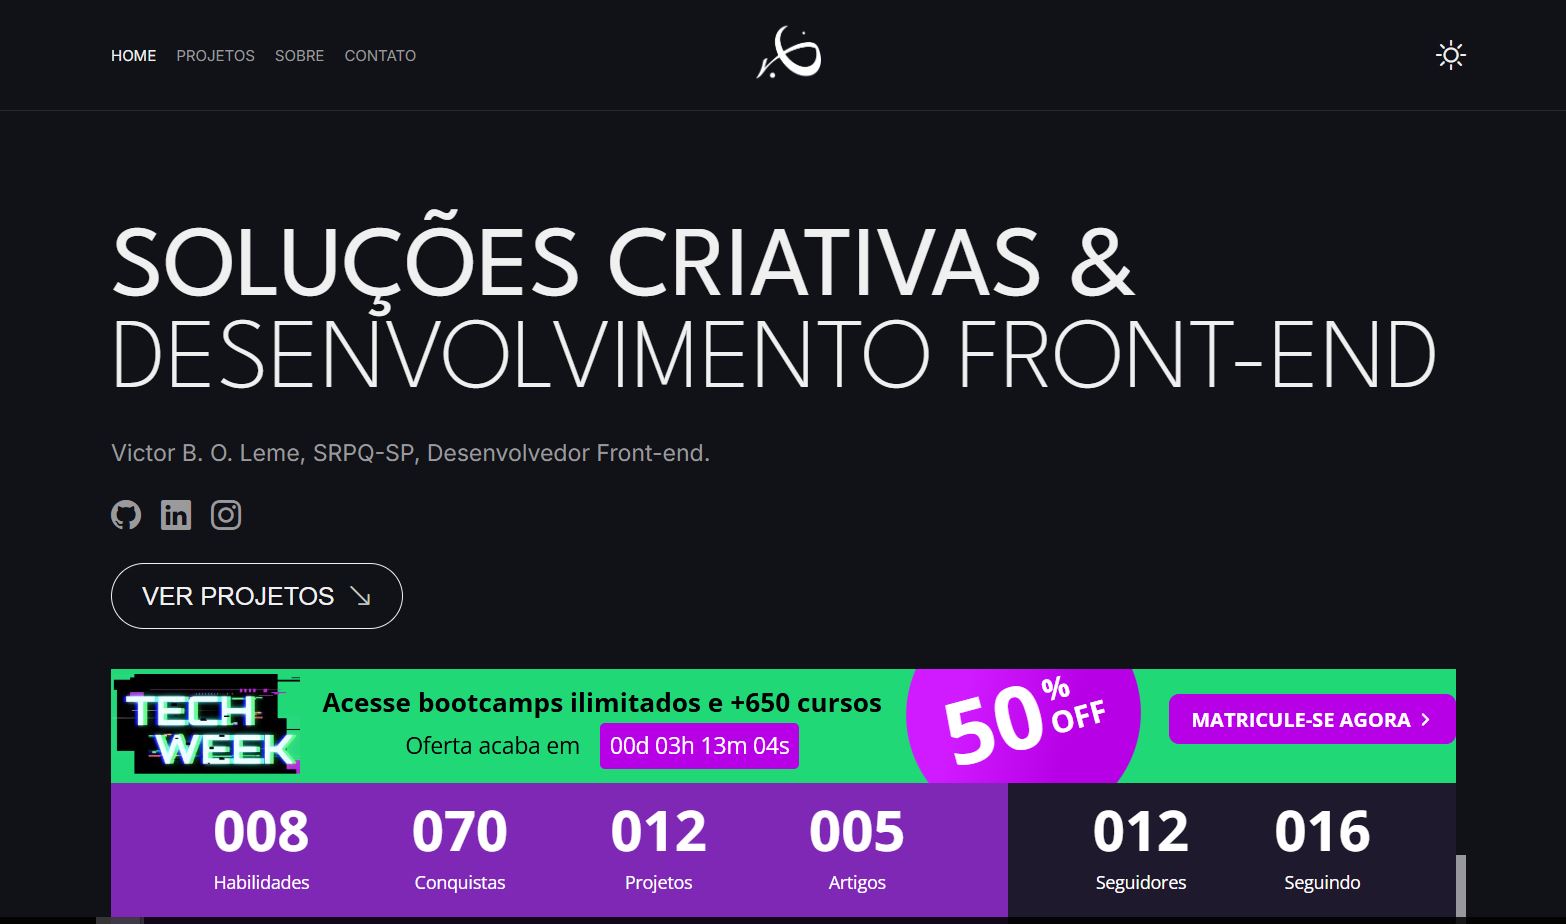 HOME PROJETOS SOBRE CONTATO
SOLUÇÕES CRIATIVAS &
DESENVOLVIMENTO FRONT-END
Victor B. O. Leme, SRPQ-SP, Desenvolvedor Front-end.
in
VER PROJETOS
TECH
WEEK
Acesse bootcamps ilimitados e +650 cursos
Oferta acaba em 00d 03h 13m 04s
50% OFF
MATRICULE-SE AGORA
008 070 012 005 012 016
Habilidades Conquistas Projetos Artigos Seguidores Seguindo